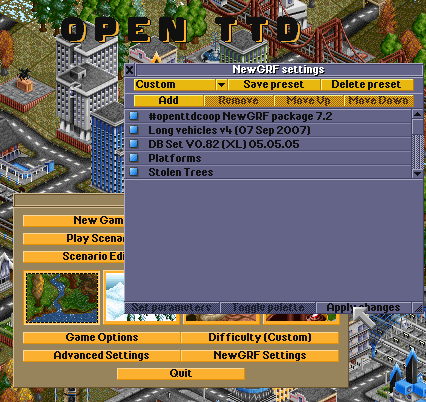 OPEN TTD
NewGRF settings
Custom Save preset Delete preset
Add Remove Move Up Move Down
#openttdcoop NewGRF package 7.2
Long vehicles v4 (07 Sep 2007)
DB Set V0.82 (XL) 05.05.05
Platforms
Stolen Trees
New Gam
Play Scena
Scenario Edi
Set parameters Toggle palette Apply changes
Game Options Difficulty (Custom)
Advanced Settings NewGRF Settings
Quit